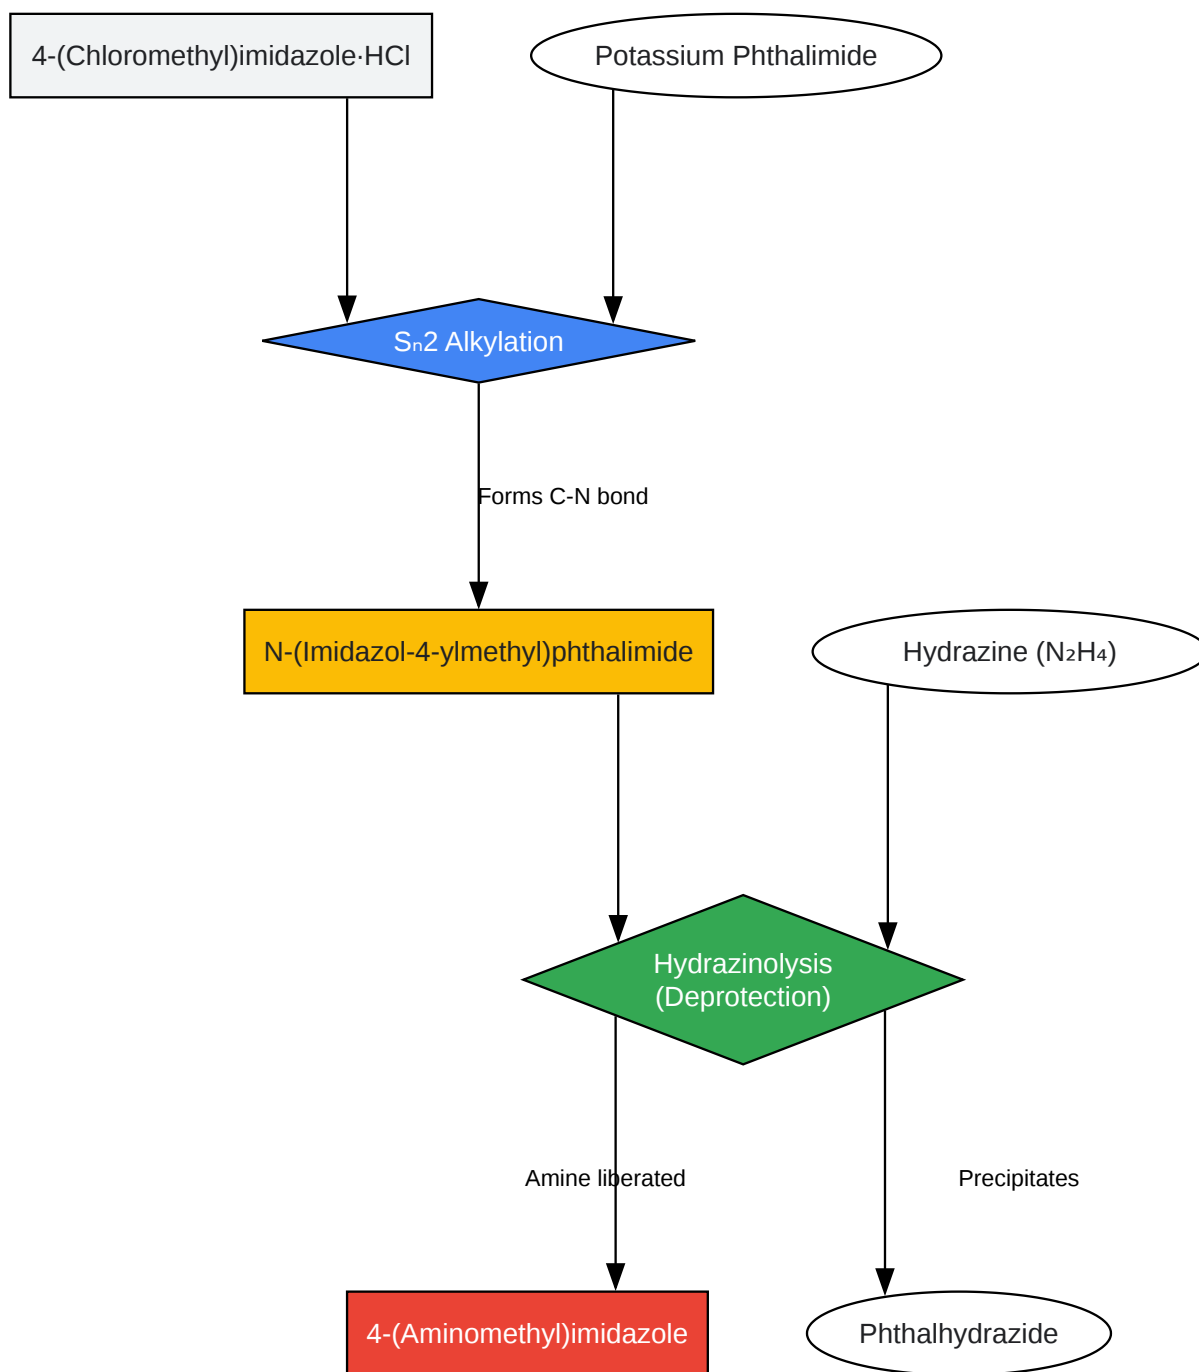 4-(Chloromethyl)imidazole·HCl
Potassium Phthalimide
Sₙ2 Alkylation
Forms C-N bond
N-(Imidazol-4-ylmethyl)phthalimide
Hydrazine (N₂H₄)
Hydrazinolysis
(Deprotection)
Amine liberated
Precipitates
4-(Aminomethyl)imidazole
Phthalhydrazide